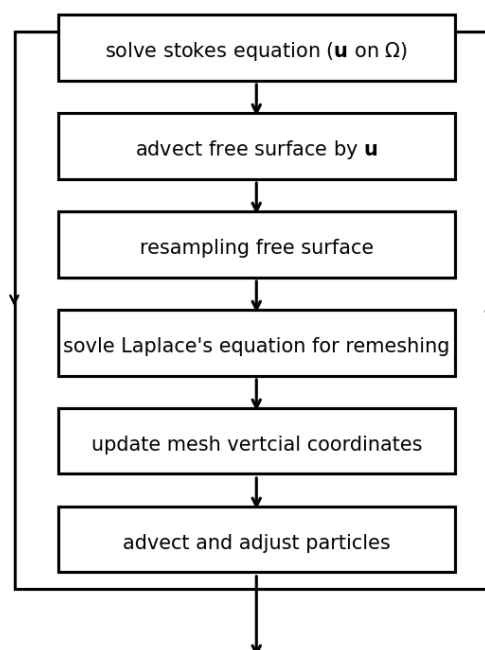 solve stokes equation (u on Ω)
advect free surface by u
resampling free surface
sovle Laplace's equation for remeshing
update mesh vertcial coordinates
advect and adjust particles